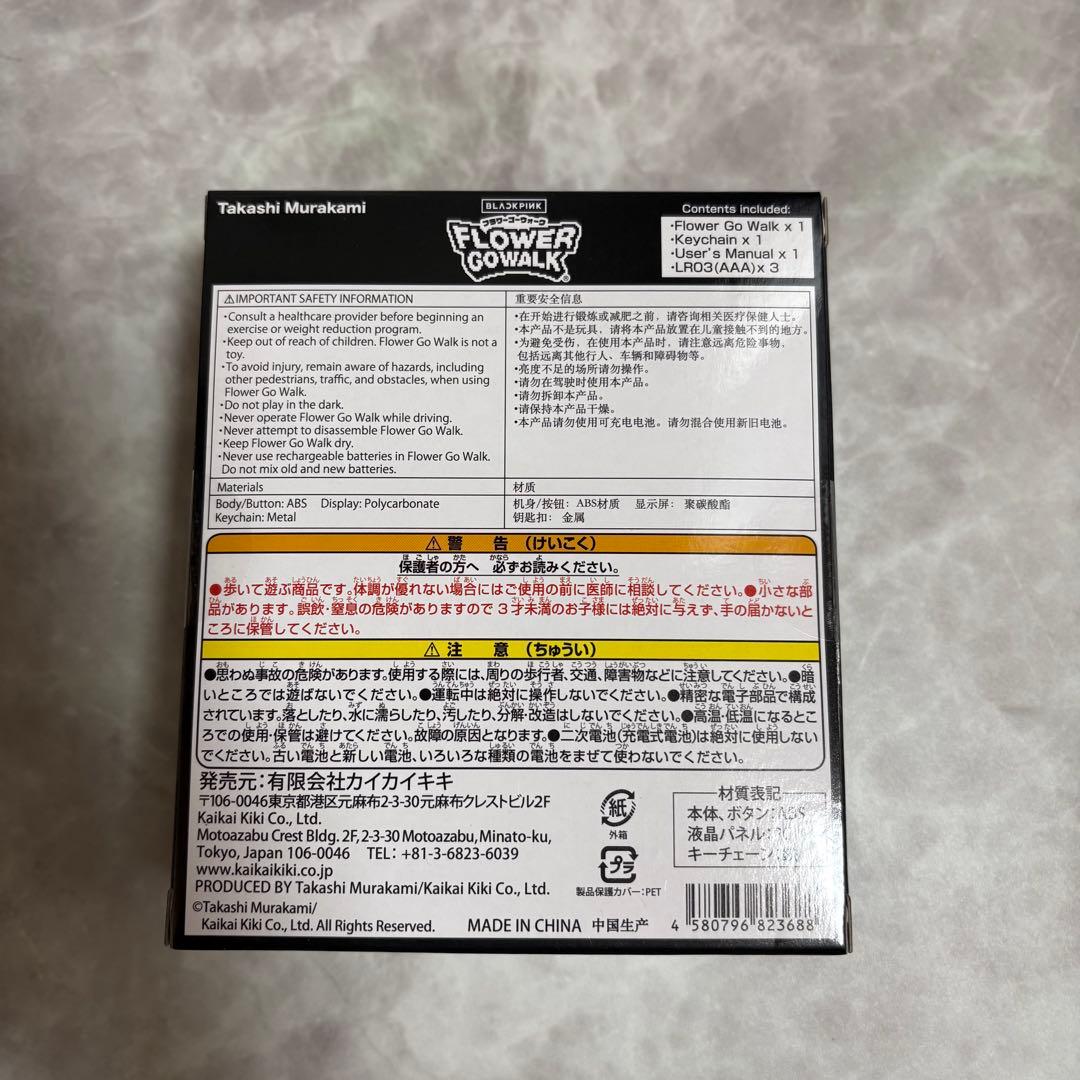 Takashi Murakami
BLACKPINK
フラワーゴーウォーク
FLOWER
GO WALK
®
Contents included:
・Flower Go Walk x 1
・Keychain x 1
・User's Manual x 1
・LR03(AAA)x 3
⚠IMPORTANT SAFETY INFORMATION
・Consult a healthcare provider before beginning an
exercise or weight reduction program.
・Keep out of reach of children. Flower Go Walk is not a
toy.
・To avoid injury, remain aware of hazards, including
other pedestrians, traffic, and obstacles, when using
Flower Go Walk.
・Do not play in the dark.
・Never operate Flower Go Walk while driving.
・Never attempt to disassemble Flower Go Walk.
・Keep Flower Go Walk dry.
・Never use rechargeable batteries in Flower Go Walk.
Do not mix old and new batteries.
重要安全信息
・在开始进行锻炼或减肥之前，请咨询相关医疗保健人士。
・本产品不是玩具，请将本产品放置在儿童接触不到的地方。
・为避免受伤，在使用本产品时，请注意远离危险事物，
包括远离其他行人、车辆和障碍物等。
・亮度不足的场所请勿操作。
・请勿在驾驶时使用本产品。
・请勿拆卸本产品。
・请保持本产品干燥。
・本产品请勿使用可充电电池。请勿混合使用新旧电池。
Materials
Body/Button: ABS Display: Polycarbonate
Keychain: Metal
材质
机身/按钮：ABS材质 显示屏：聚碳酸酯
钥匙扣：金属
⚠ 警 告（けいこく）
保護者の方へ 必ずお読みください。
●歩いて遊ぶ商品です。体調が優れない場合にはご使用の前に医師に相談してください。●小さな部
品があります。誤飲・窒息の危険がありますので3才未満のお子様には絶対に与えず、手の届かないと
ころに保管してください。
⚠ 注 意（ちゅうい）
●思わぬ事故の危険があります。使用する際には、周りの歩行者、交通、障害物などに注意してください。●暗
いところでは遊ばないでください。●運転中は絶対に操作しないでください。●精密な電子部品で構成
されています。落としたり、水に濡らしたり、汚したり、分解・改造はしないでください。●高温・低温になるところ
での使用・保管は避けてください。故障の原因となります。●二次電池(充電式電池)は絶対に使用しない
でください。古い電池と新しい電池、いろいろな種類の電池をまぜて使わないでください。
発売元：有限会社カイカイキキ
〒106-0046東京都港区元麻布2-3-30元麻布クレストビル2F
Kaikai Kiki Co., Ltd.
Motoazabu Crest Bldg. 2F, 2-3-30 Motoazabu, Minato-ku,
Tokyo, Japan 106-0046 TEL: +81-3-6823-6039
www.kaikaikiki.co.jp
PRODUCED BY Takashi Murakami/Kaikai Kiki Co., Ltd.
©Takashi Murakami/
Kaikai Kiki Co., Ltd. All Rights Reserved.
MADE IN CHINA 中国生产
紙
外箱
プラ
製品保護カバー：PET
材質表記
本体、ボタン：ABS
液晶パネル：
キーチェーン：
4 580796 823688